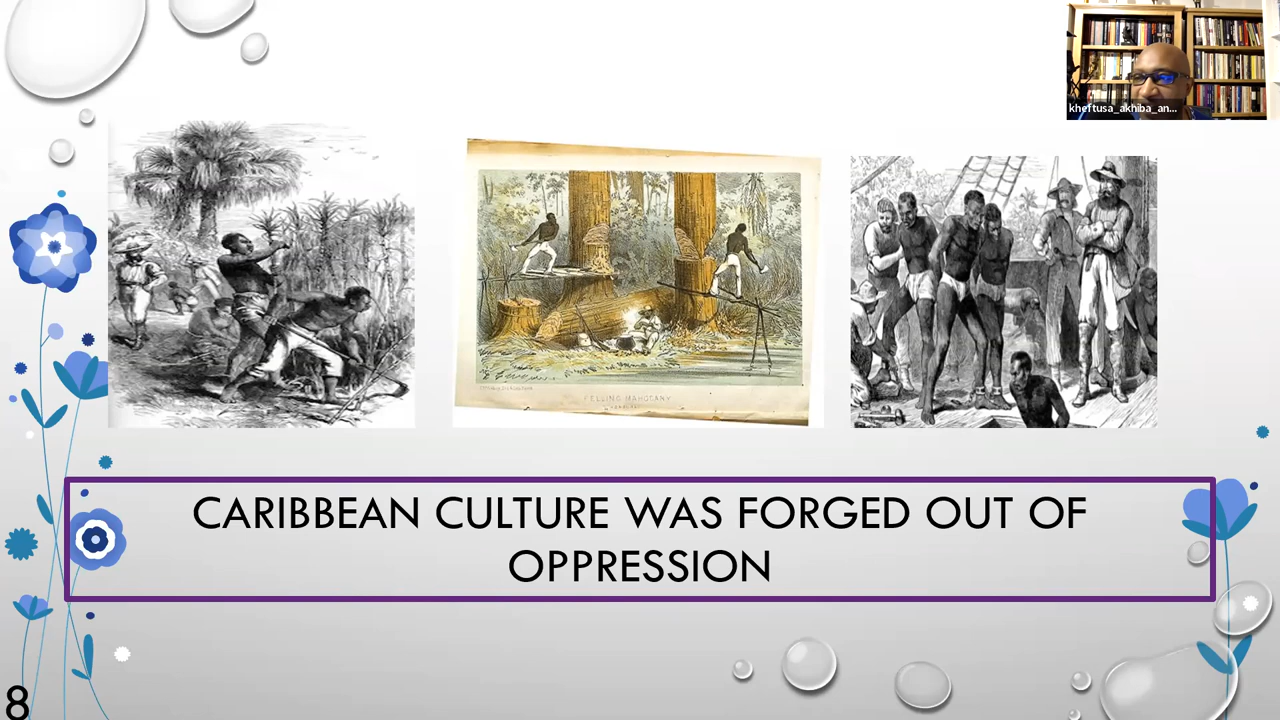 kheftusa_akhiba_an...
FELLING MAHOGANY
CARIBBEAN CULTURE WAS FORGED OUT OF
OPPRESSION
8